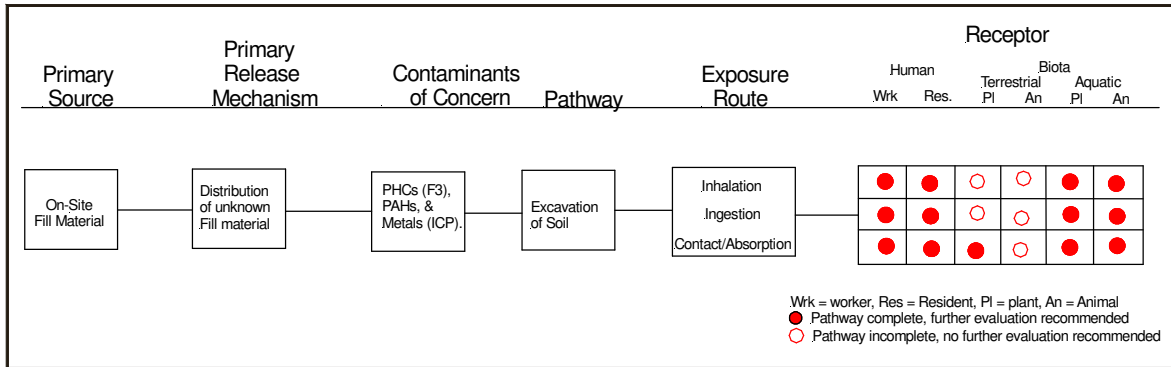 Primary
Source
Primary
Release
Mechanism
Contaminants
of Concern
Pathway
Exposure
Route
Receptor
Human
Biota
Terrestrial
Aquatic
Wrk
Res.
Pl
An
Pl
An
On-Site
Fill Material
Distribution
of unknown
Fill material
PHCs (F3),
PAHs, &
Metals (ICP).
Excavation
of Soil
Inhalation
Ingestion
Contact/Absorption
Wrk = worker, Res = Resident, Pl = plant, An = Animal
Pathway complete, further evaluation recommended
Pathway incomplete, no further evaluation recommended